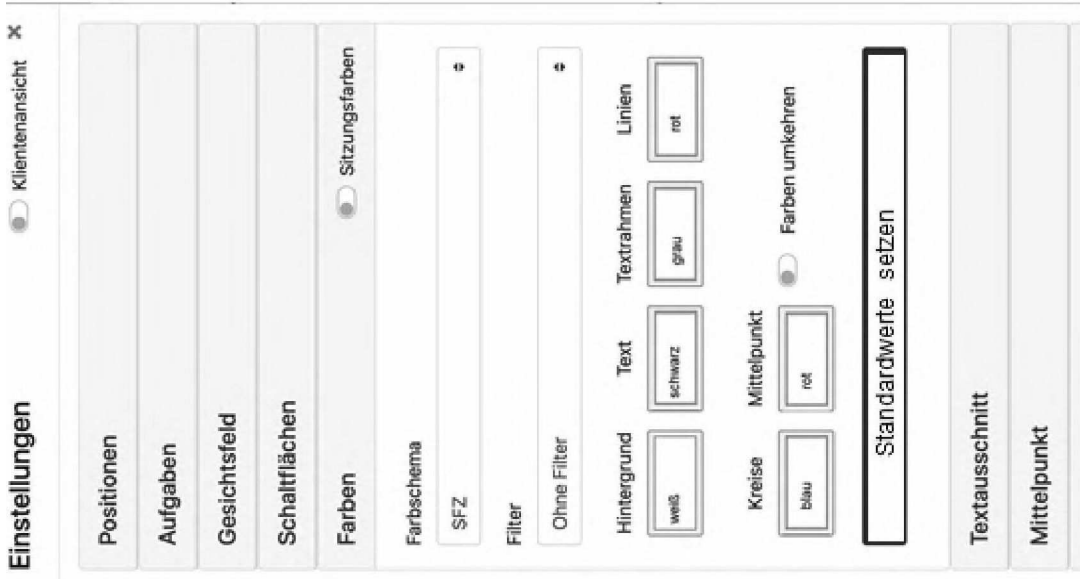 Einstellungen Klientenansicht ×
Positionen
Aufgaben
Gesichtsfeld
Schaltflächen
Farben Sitzungsfarben
Farbschema
SFZ
Filter
Ohne Filter
Hintergrund Text Textrahmen Linien
weiß schwarz grau rot
Kreise Mittelpunkt Farben umkehren
blau rot
Standardwerte setzen
Textausschnitt
Mittelpunkt